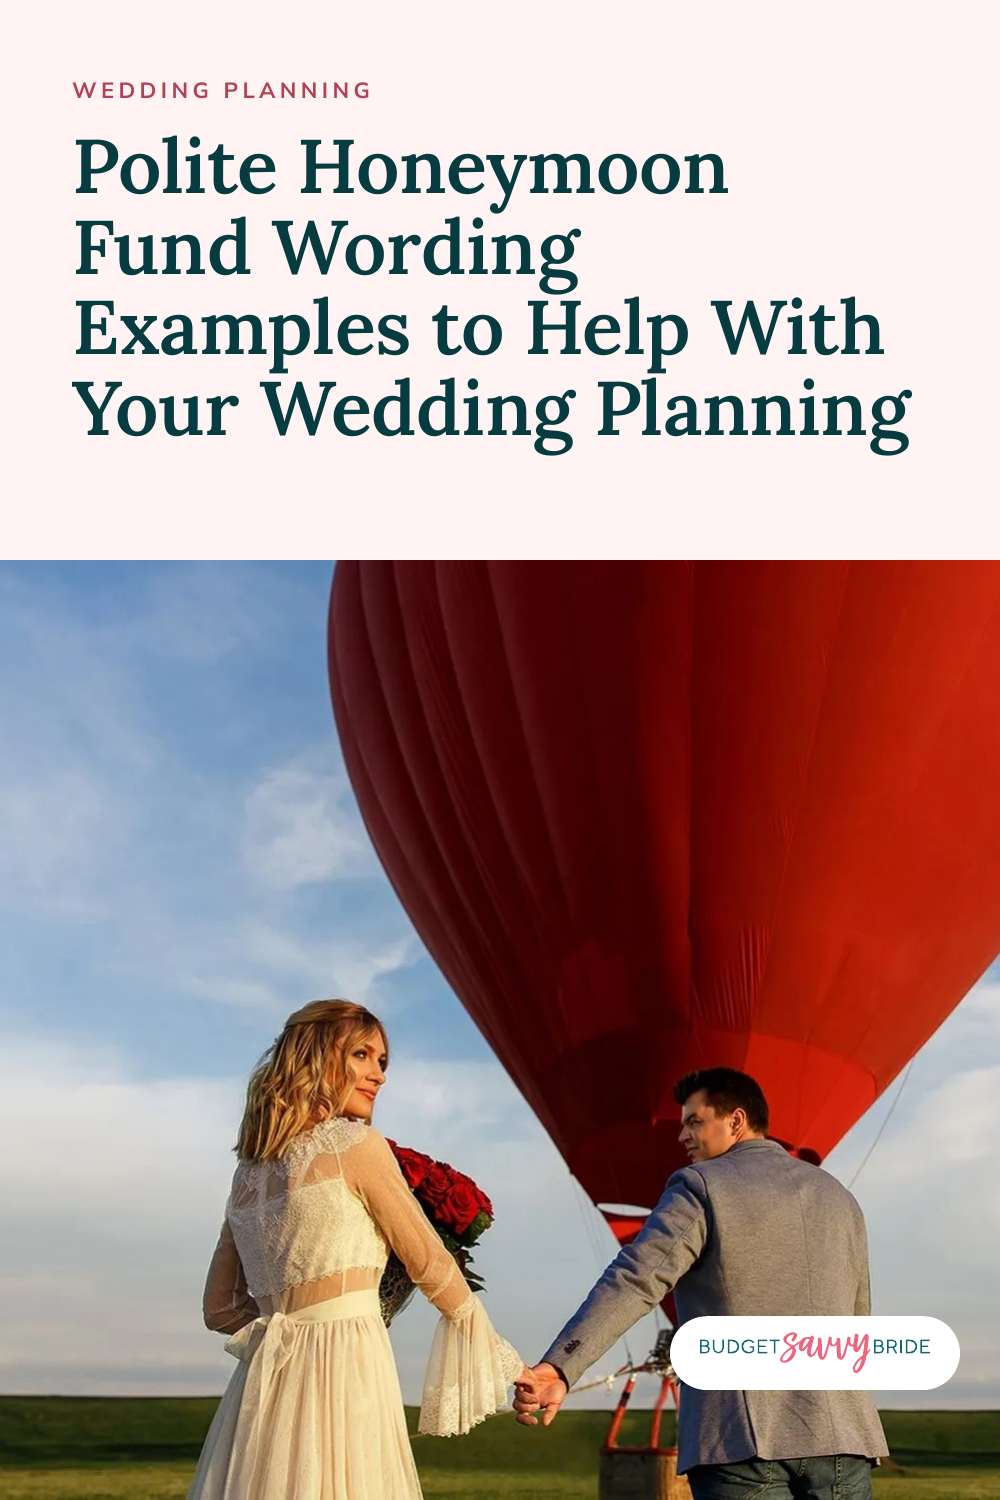 WEDDING PLANNING
Polite Honeymoon
Fund Wording
Examples to Help With
Your Wedding Planning
BUDGET savvy BRIDE